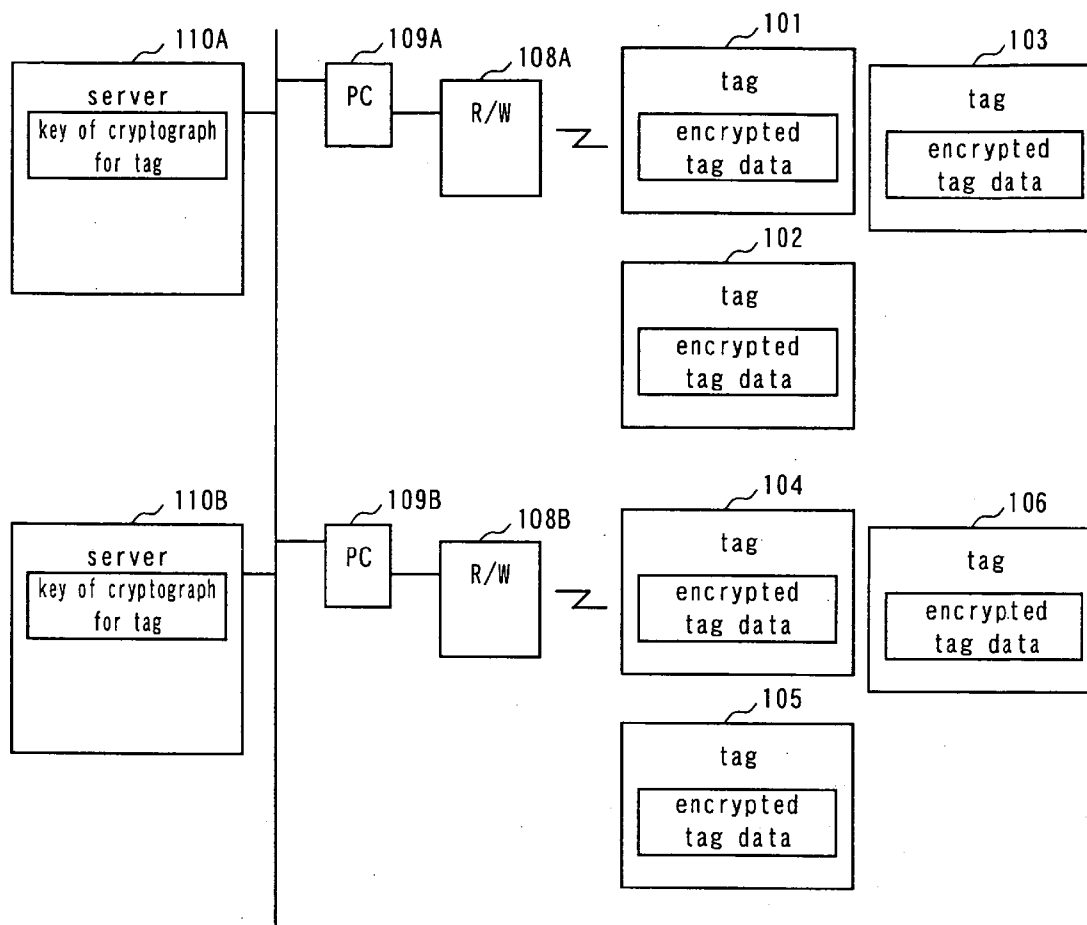 110A
server
key of cryptograph
for tag
109A
PC
108A
R/W
101
tag
encrypted
tag data
103
tag
encrypted
tag data
102
tag
encrypted
tag data
110B
server
key of cryptograph
for tag
109B
PC
108B
R/W
104
tag
encrypted
tag data
106
tag
encrypted
tag data
105
tag
encrypted
tag data